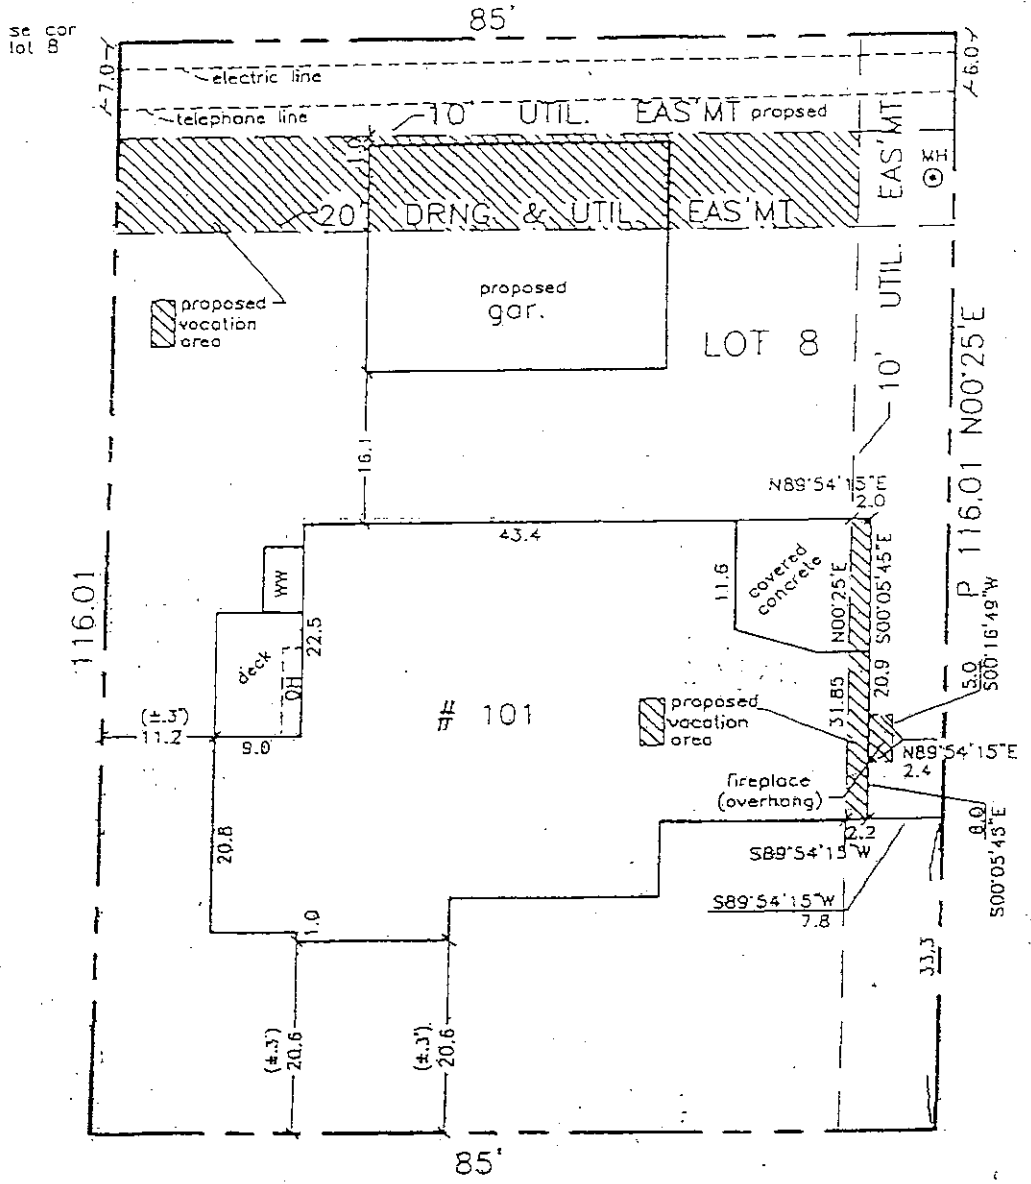 85'
se cor
lot 8
7.0
6.0
electric line
telephone line
10' UTIL. EAS'MT propsed
MH
20' DRNG. & UTIL. EAS'MT
10' UTIL. EAS'MT
proposed
vacation
area
proposed
gar.
LOT 8
P 116.01 N00°25'E
16.1
N89°54'15"E
2.0
43.4
WW
11.6
covered
concrete
N00°25'E
S00°05'45"E
116.01
22.5
deck
OH
# 101
proposed
vacation
area
31.85
20.9
5.0
S00°16'49"W
(±.3')
11.2
9.0
N89°54'15"E
2.4
fireplace
(overhang)
8.0
S00°05'45"E
20.8
2.2
S89°54'15"W
S89°54'15"W
7.8
1.0
33.3
(±.3')
20.6
(±.3')
20.6
85'